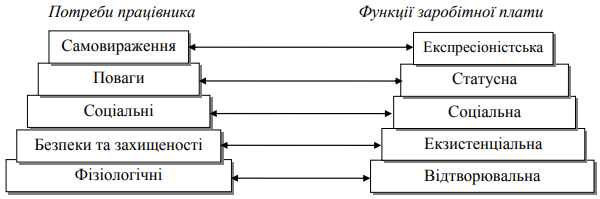 Потреби працівника Функції заробітної плати
Самовираження Експресіоністська
Поваги Статусна
Соціальні Соціальна
Безпеки та захищеності Екзистенціальна
Фізіологічні Відтворювальна